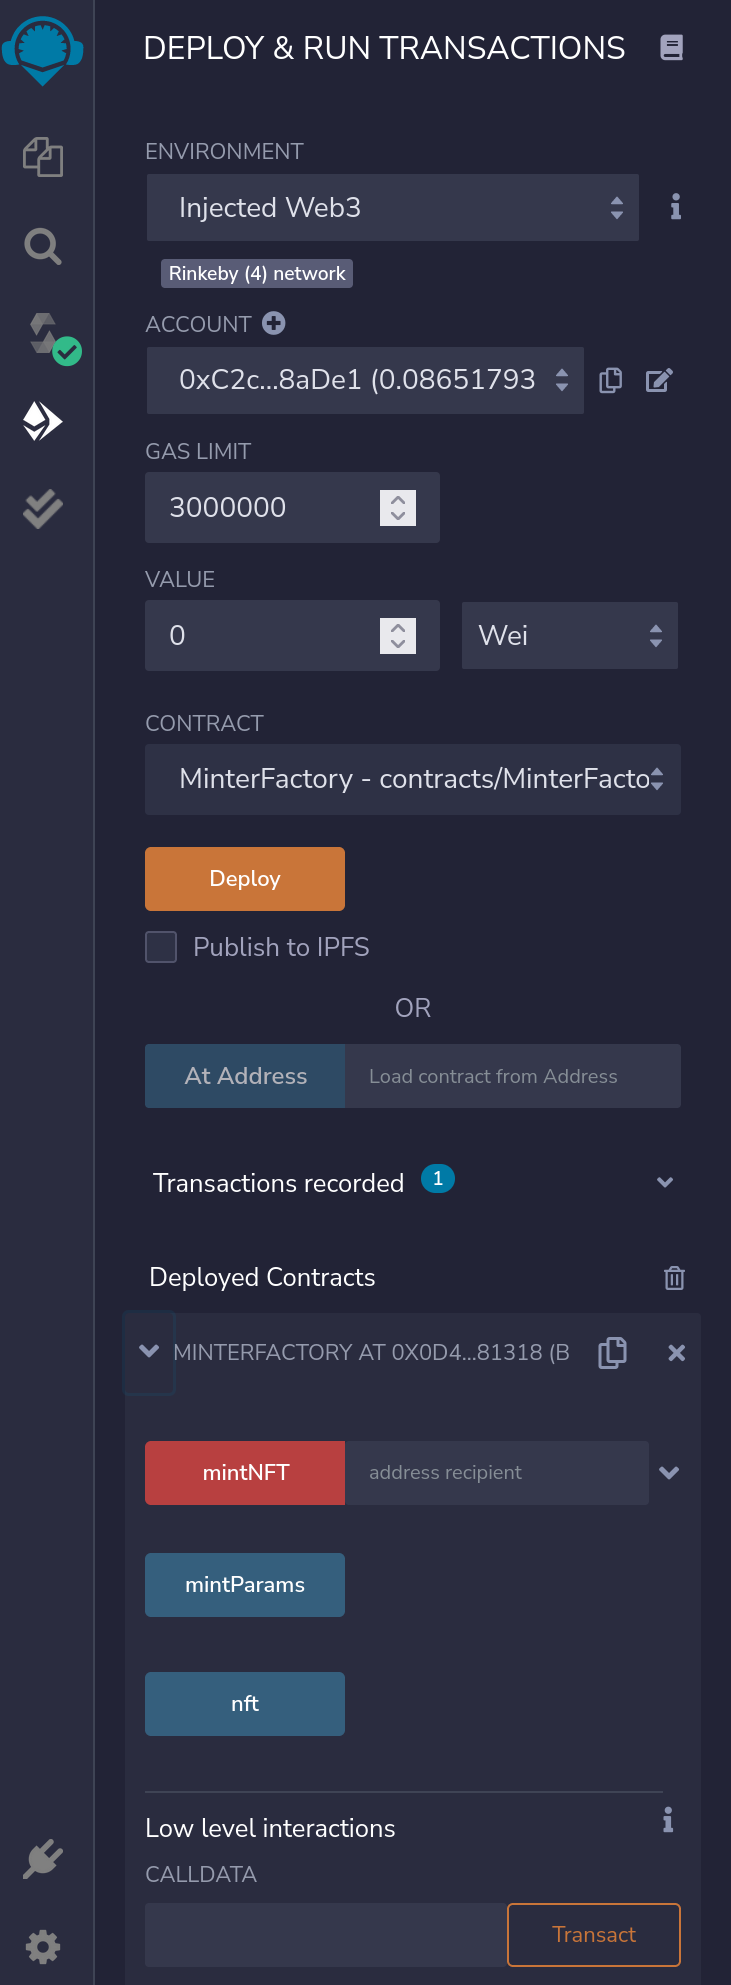 DEPLOY & RUN TRANSACTIONS
ENVIRONMENT
Injected Web3
Rinkeby (4) network
ACCOUNT
0xC2c...8aDe1 (0.08651793
GAS LIMIT
3000000
VALUE
0 Wei
CONTRACT
MinterFactory - contracts/MinterFacto
Deploy
Publish to IPFS
OR
At Address Load contract from Address
Transactions recorded 1
Deployed Contracts
MINTERFACTORY AT 0X0D4...81318 (B
mintNFT address recipient
mintParams
nft
Low level interactions
CALLDATA
Transact